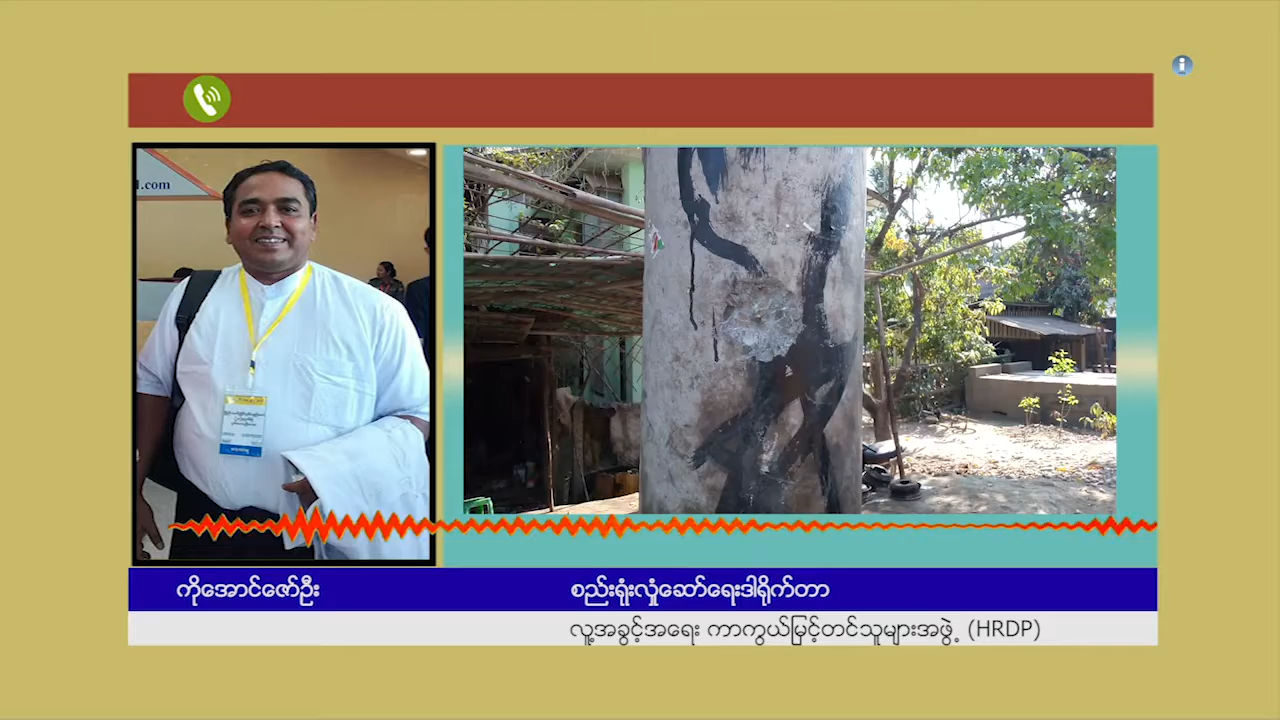 1.com
ကိုအောင်ဇော်ဦး
စည်းရုံးလှုံ့ဆော်ရေးဒါရိုက်တာ
လူ့အခွင့်အရေး ကာကွယ်မြှင့်တင်သူများအဖွဲ့ (HRDP)